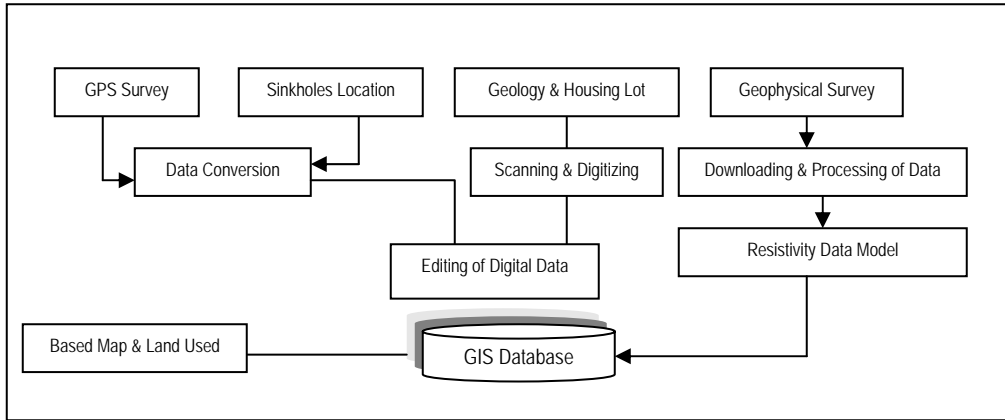 GPS Survey
Sinkholes Location
Geology & Housing Lot
Geophysical Survey
Data Conversion
Scanning & Digitizing
Downloading & Processing of Data
Resistivity Data Model
Editing of Digital Data
Based Map & Land Used
GIS Database